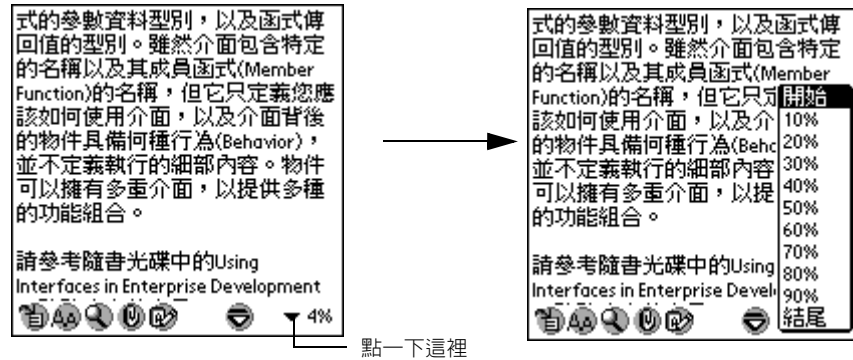 式的參數資料型別，以及函式傳
回值的型別。雖然介面包含特定
的名稱以及其成員函式(Member
Function)的名稱，但它只定義您應
該如何使用介面，以及介面背後
的物件具備何種行為(Behavior)，
並不定義執行的細部內容。物件
可以擁有多重介面，以提供多種
的功能組合。
請參考隨書光碟中的Using
Interfaces in Enterprise Development
4%
點一下這裡
式的參數資料型別，以及函式傳
回值的型別。雖然介面包含特定
的名稱以及其成員函式(Member
Function)的名稱，但它只定
該如何使用介面，以及介
的物件具備何種行為(Beh
並不定義執行的細部內容
可以擁有多重介面，以提
的功能組合。
請參考隨書光碟中的Using
Interfaces in Enterprise Devel
開始
10%
20%
30%
40%
50%
60%
70%
80%
90%
結尾